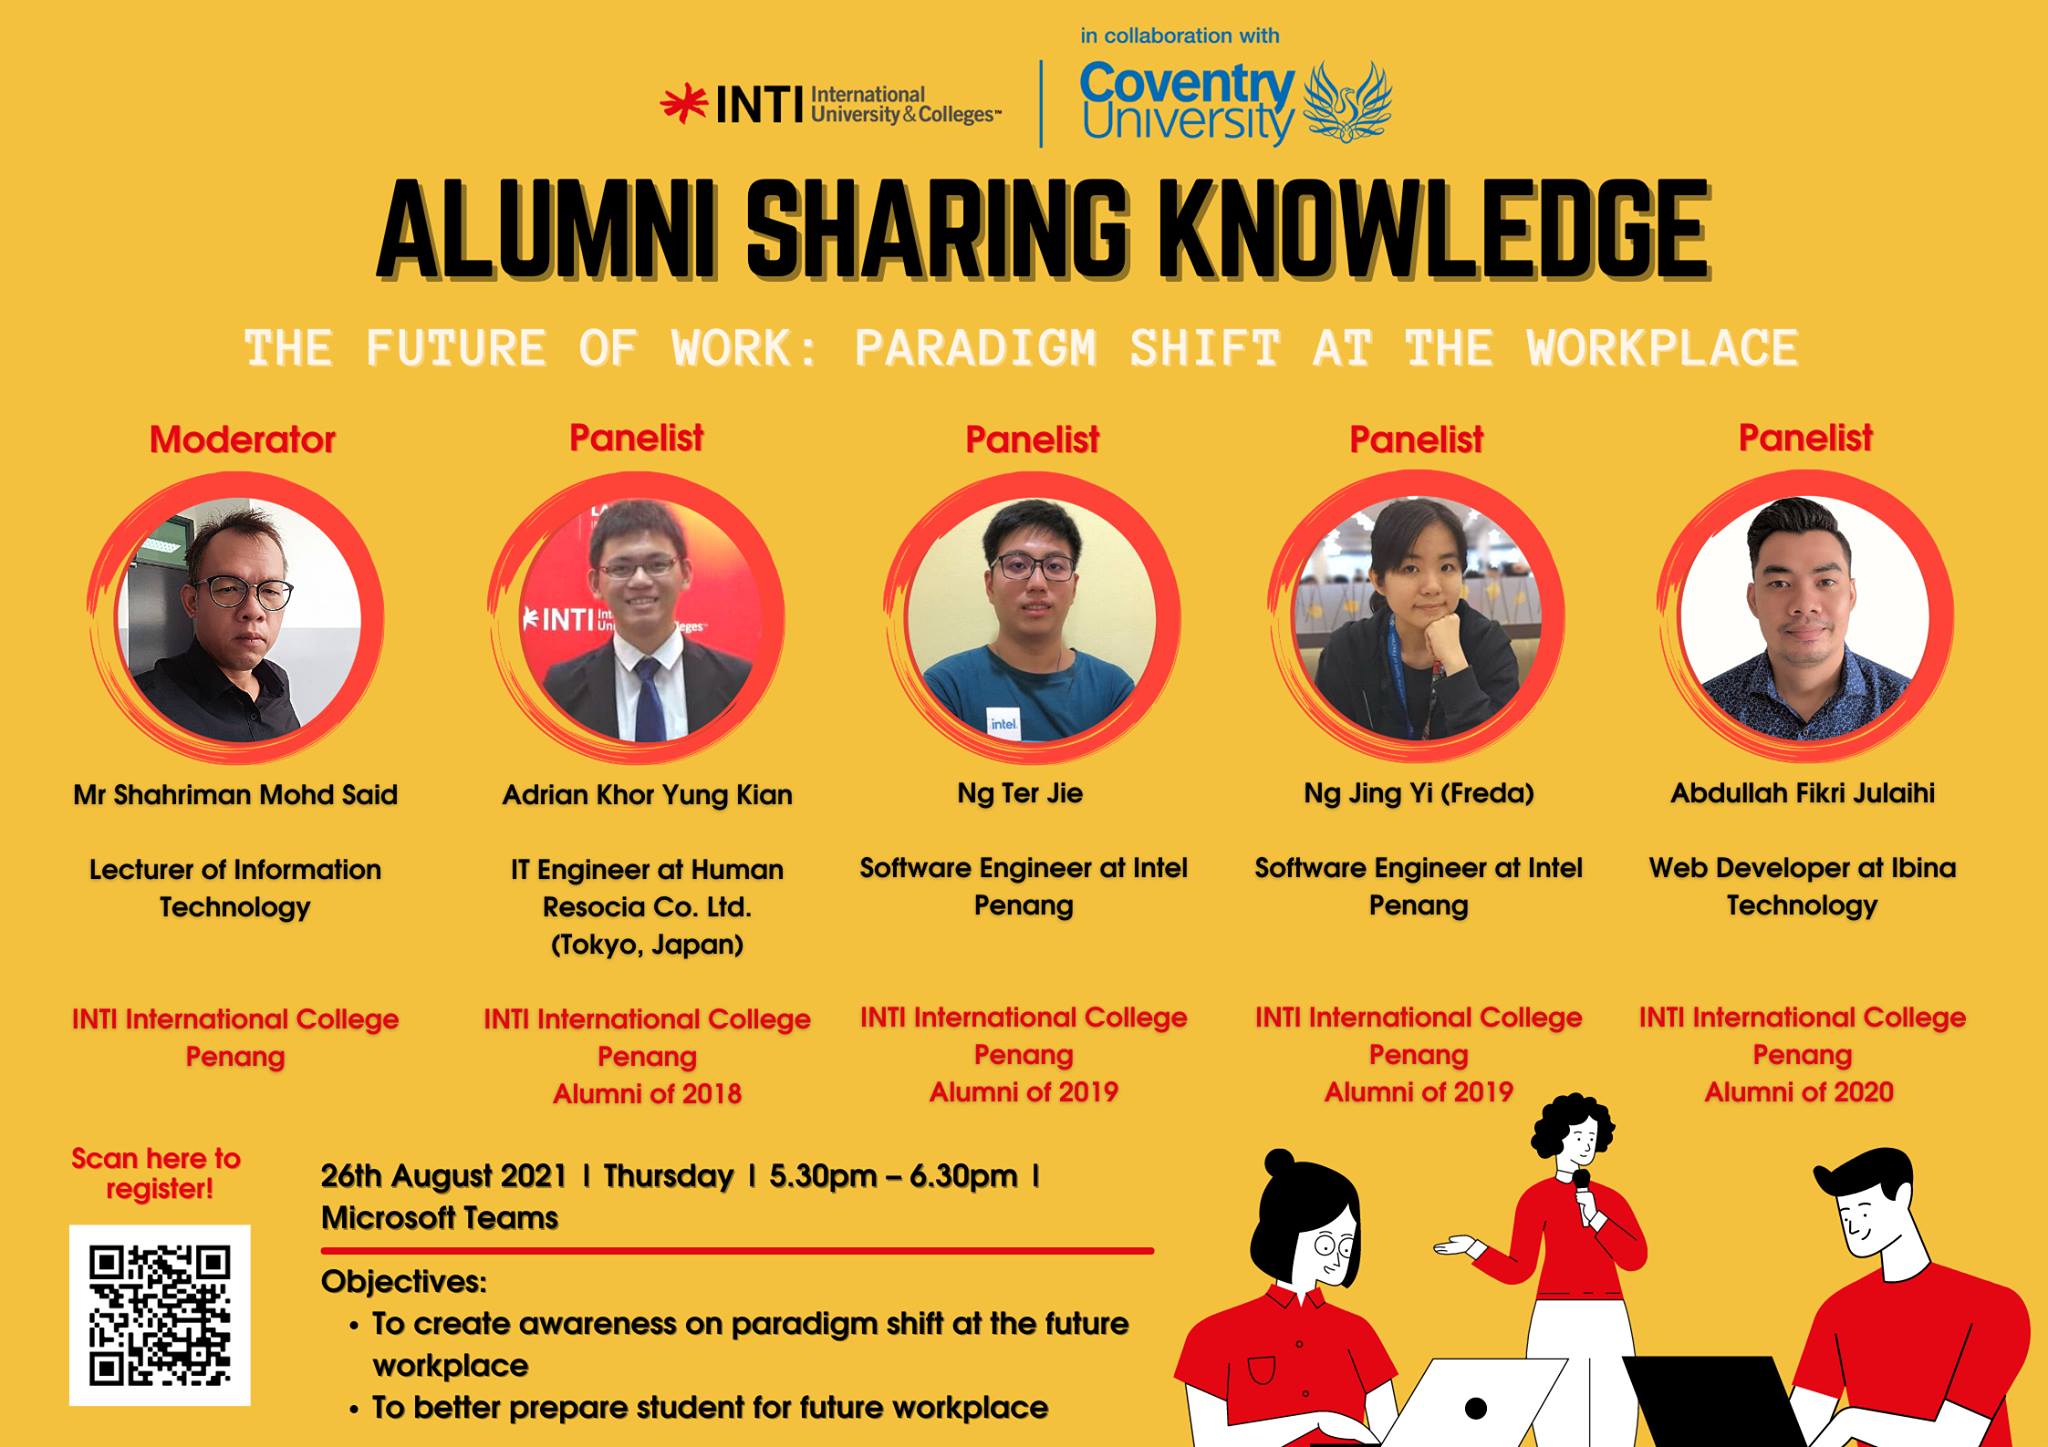 in collaboration with
INTI International
University & Colleges™
Coventry
University
ALUMNI SHARING KNOWLEDGE
THE FUTURE OF WORK: PARADIGM SHIFT AT THE WORKPLACE
Moderator
Panelist
Panelist
Panelist
Panelist
INTI
intel.
Mr Shahriman Mohd Said
Lecturer of Information
Technology
INTI International College
Penang
Adrian Khor Yung Kian
IT Engineer at Human
Resocia Co. Ltd.
(Tokyo, Japan)
INTI International College
Penang
Alumni of 2018
Ng Ter Jie
Software Engineer at Intel
Penang
INTI International College
Penang
Alumni of 2019
Ng Jing Yi (Freda)
Software Engineer at Intel
Penang
INTI International College
Penang
Alumni of 2019
Abdullah Fikri Julaihi
Web Developer at Ibina
Technology
INTI International College
Penang
Alumni of 2020
Scan here to
register!
26th August 2021 | Thursday | 5.30pm – 6.30pm |
Microsoft Teams
Objectives:
• To create awareness on paradigm shift at the future
workplace
• To better prepare student for future workplace